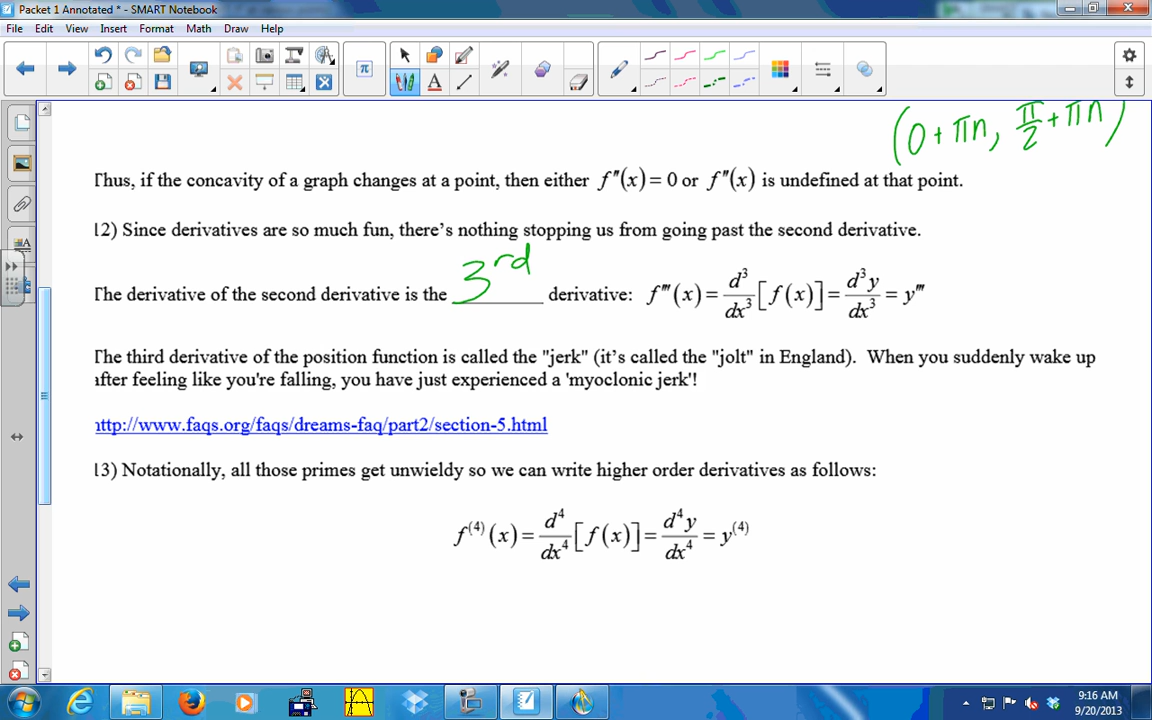 Packet 1 Annotated * - SMART Notebook
File Edit View Insert Format Math Draw Help
π
A
(0 + πn, π/2 + πn)
Thus, if the concavity of a graph changes at a point, then either f″(x) = 0 or f″(x) is undefined at that point.
12) Since derivatives are so much fun, there's nothing stopping us from going past the second derivative.
The derivative of the second derivative is the 3rd derivative: f‴(x) = d³/dx³ [f(x)] = d³y/dx³ = y‴
The third derivative of the position function is called the "jerk" (it's called the "jolt" in England). When you suddenly wake up
after feeling like you're falling, you have just experienced a 'myoclonic jerk'!
http://www.faqs.org/faqs/dreams-faq/part2/section-5.html
13) Notationally, all those primes get unwieldy so we can write higher order derivatives as follows:
f⁽⁴⁾(x) = d⁴/dx⁴ [f(x)] = d⁴y/dx⁴ = y⁽⁴⁾
9:16 AM
9/20/2013